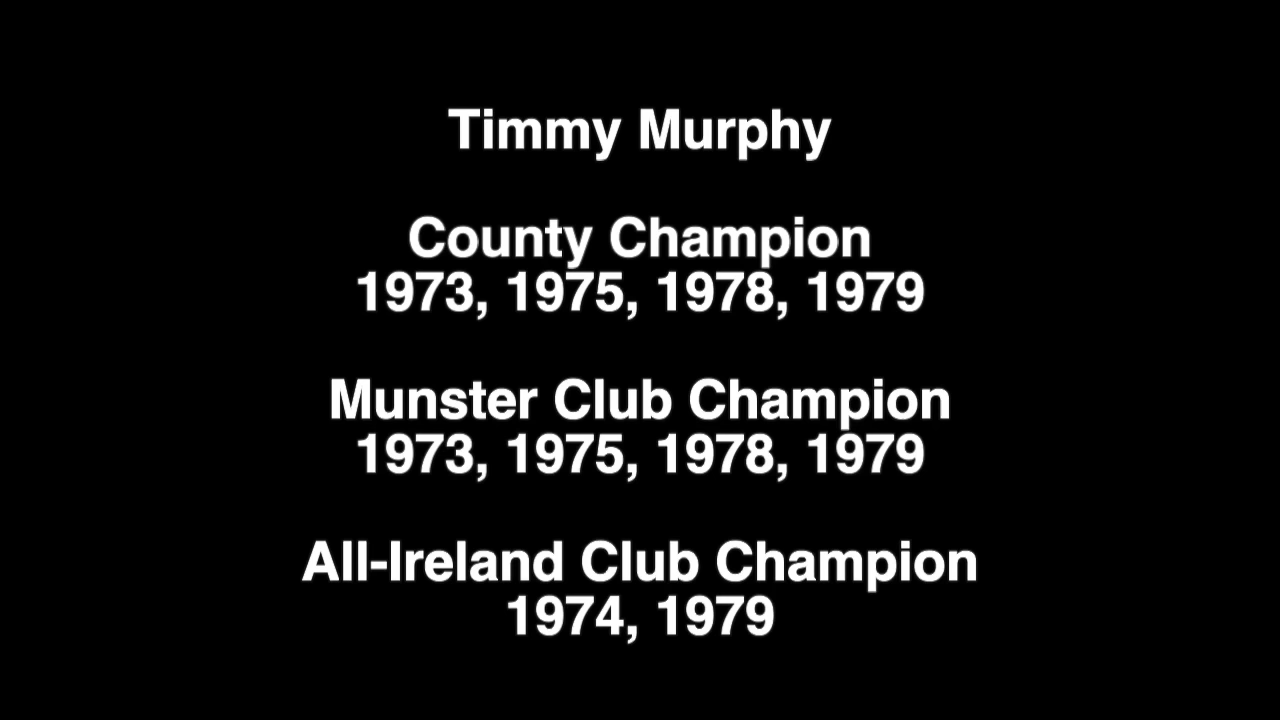 Timmy Murphy
County Champion
1973, 1975, 1978, 1979
Munster Club Champion
1973, 1975, 1978, 1979
All-Ireland Club Champion
1974, 1979